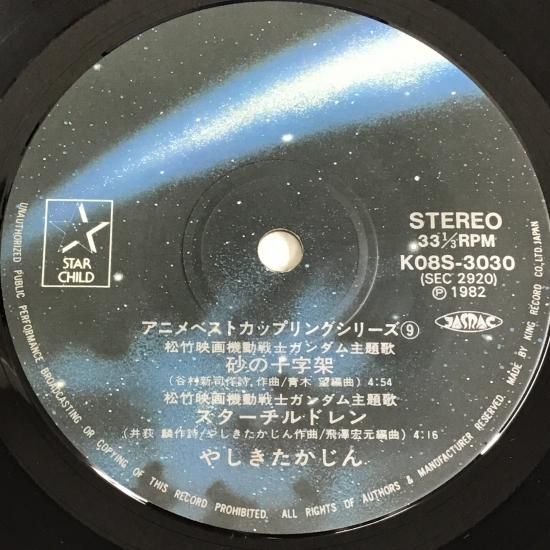 STAR
CHILD
STEREO
33 1/3 RPM
K08S-3030
(SEC 2920)
Ⓟ 1982
JASRAC
アニメベストカップリングシリーズ⑨
松竹映画機動戦士ガンダム主題歌
砂の十字架
(谷村新司作詩、作曲/青木 望編曲) 4:54
松竹映画機動戦士ガンダム主題歌
スターチルドレン
(井荻 麟作詩/やしきたかじん作曲/飛澤宏元編曲) 4:16
やしきたかじん
UNAUTHORIZED PUBLIC PERFORMANCE BROADCASTING OR COPYING OF THIS RECORD PROHIBITED. ALL RIGHTS OF AUTHORS & MANUFACTURER RESERVED. MADE BY KING RECORD CO., LTD. JAPAN